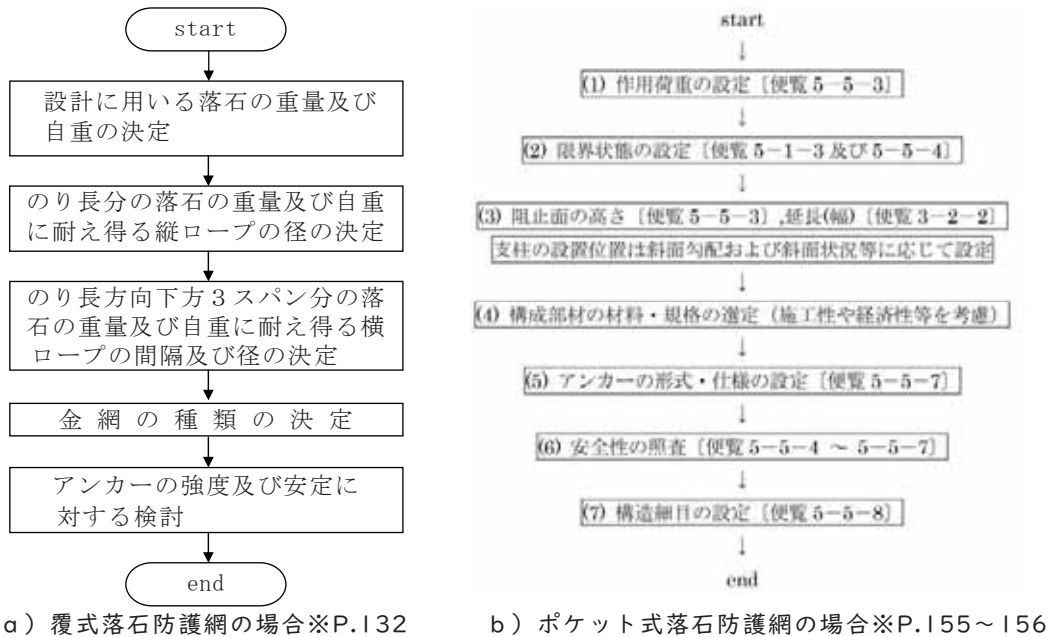 start
設計に用いる落石の重量及び
自重の決定
のり長分の落石の重量及び自重
に耐え得る縦ロープの径の決定
のり長方向下方３スパン分の落
石の重量及び自重に耐え得る横
ロープの間隔及び径の決定
金網の種類の決定
アンカーの強度及び安定に
対する検討
end
a）覆式落石防護網の場合※P.132
start
(1) 作用荷重の設定［便覧 5－5－3］
(2) 限界状態の設定［便覧 5－1－3 及び 5－5－4］
(3) 阻止面の高さ［便覧 5－5－3］,延長(幅)［便覧 3－2－2］
支柱の設置位置は斜面勾配および斜面状況等に応じて設定
(4) 構成部材の材料・規格の選定（施工性や経済性等を考慮）
(5) アンカーの形式・仕様の設定［便覧 5－5－7］
(6) 安全性の照査［便覧 5－5－4 ～ 5－5－7］
(7) 構造細目の設定［便覧 5－5－8］
end
b）ポケット式落石防護網の場合※P.155～156